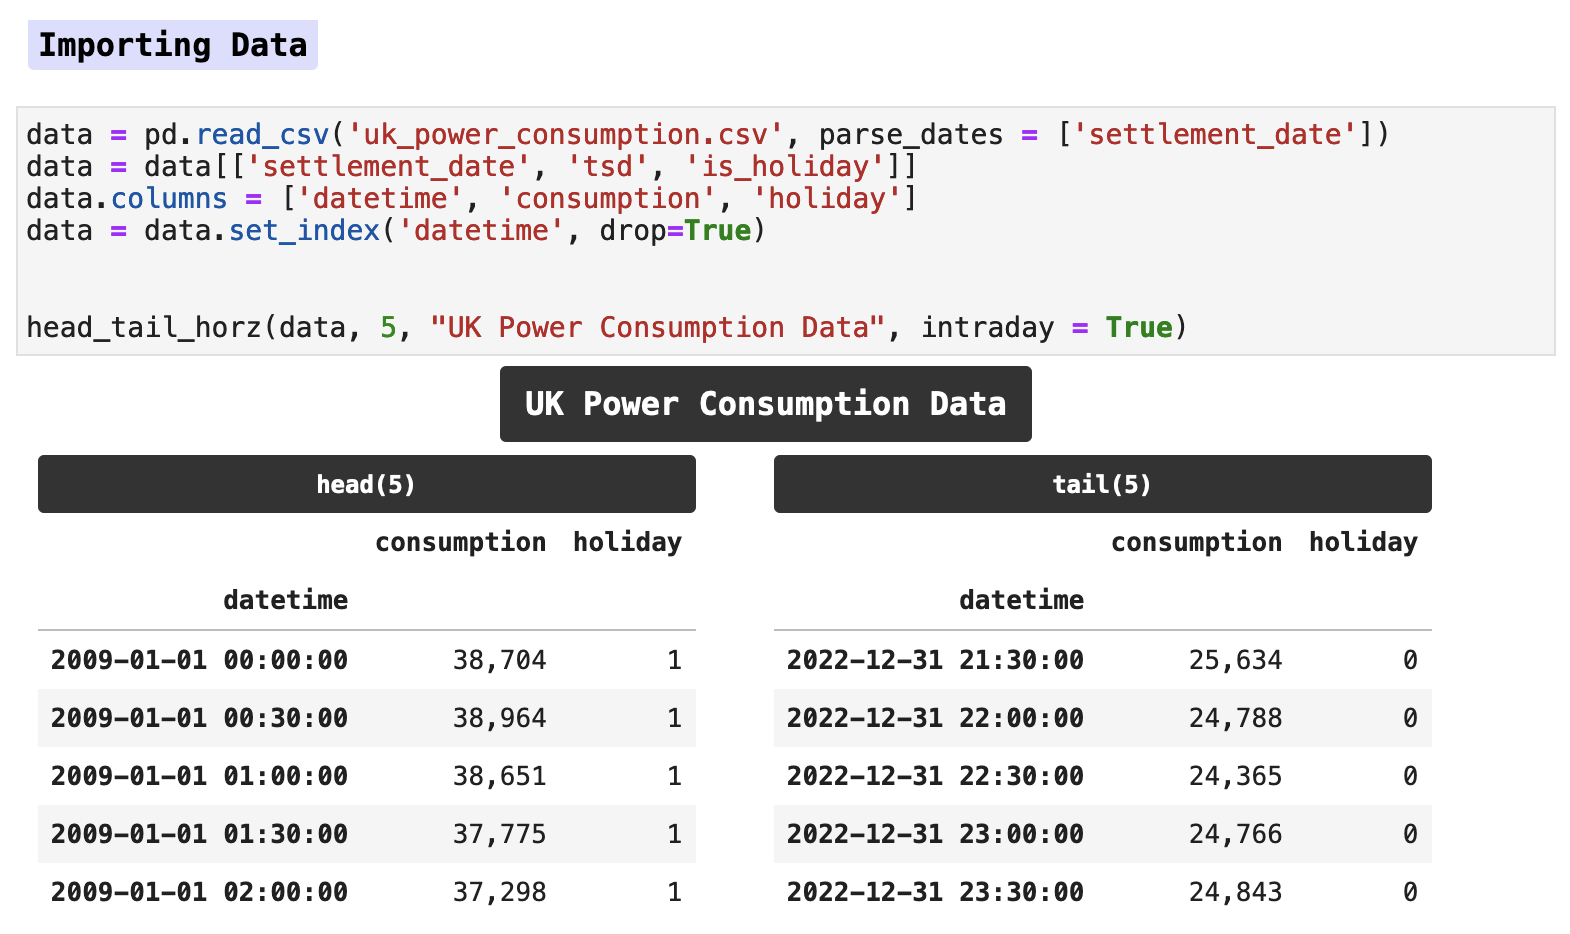 Importing Data
data = pd.read_csv('uk_power_consumption.csv', parse_dates = ['settlement_date'])
data = data[['settlement_date', 'tsd', 'is_holiday']]
data.columns = ['datetime', 'consumption', 'holiday']
data = data.set_index('datetime', drop=True)
head_tail_horz(data, 5, "UK Power Consumption Data", intraday = True)
UK Power Consumption Data
head(5)
consumption holiday
datetime
2009-01-01 00:00:00 38,704 1
2009-01-01 00:30:00 38,964 1
2009-01-01 01:00:00 38,651 1
2009-01-01 01:30:00 37,775 1
2009-01-01 02:00:00 37,298 1
tail(5)
consumption holiday
datetime
2022-12-31 21:30:00 25,634 0
2022-12-31 22:00:00 24,788 0
2022-12-31 22:30:00 24,365 0
2022-12-31 23:00:00 24,766 0
2022-12-31 23:30:00 24,843 0